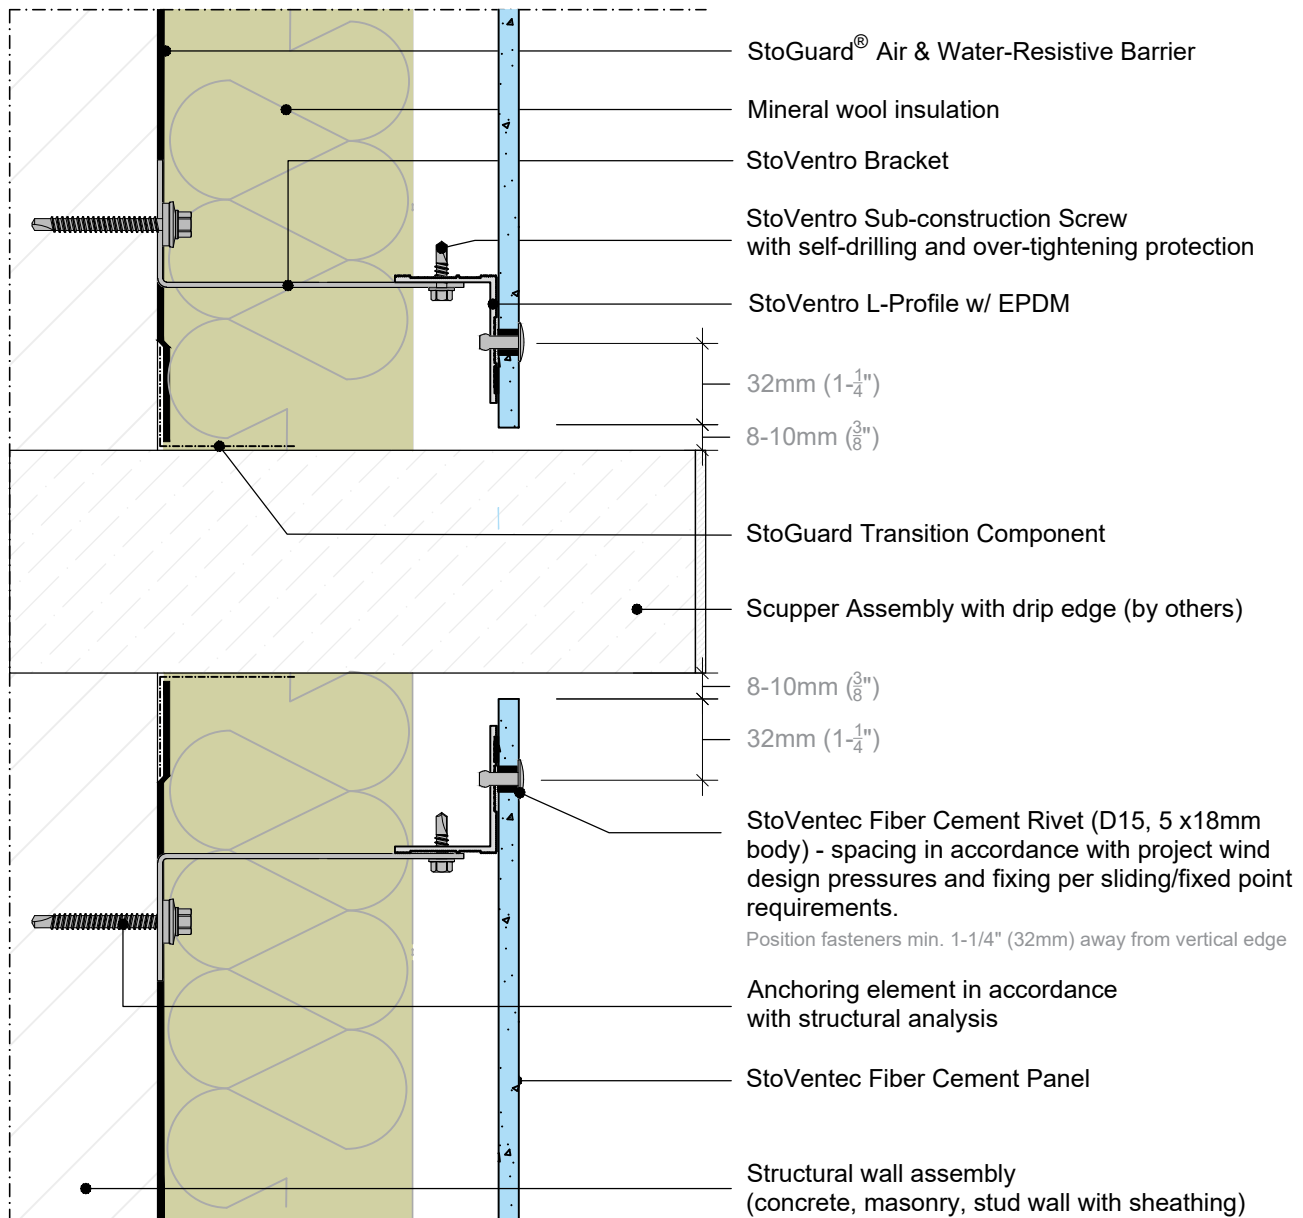 StoGuard® Air & Water-Resistive Barrier
Mineral wool insulation
StoVentro Bracket
StoVentro Sub-construction Screw
with self-drilling and over-tightening protection
StoVentro L-Profile w/ EPDM
32mm (1-1/4")
8-10mm (3/8")
StoGuard Transition Component
Scupper Assembly with drip edge (by others)
8-10mm (3/8")
32mm (1-1/4")
StoVentec Fiber Cement Rivet (D15, 5 x18mm
body) - spacing in accordance with project wind
design pressures and fixing per sliding/fixed point
requirements.
Position fasteners min. 1-1/4" (32mm) away from vertical edge
Anchoring element in accordance
with structural analysis
StoVentec Fiber Cement Panel
Structural wall assembly
(concrete, masonry, stud wall with sheathing)